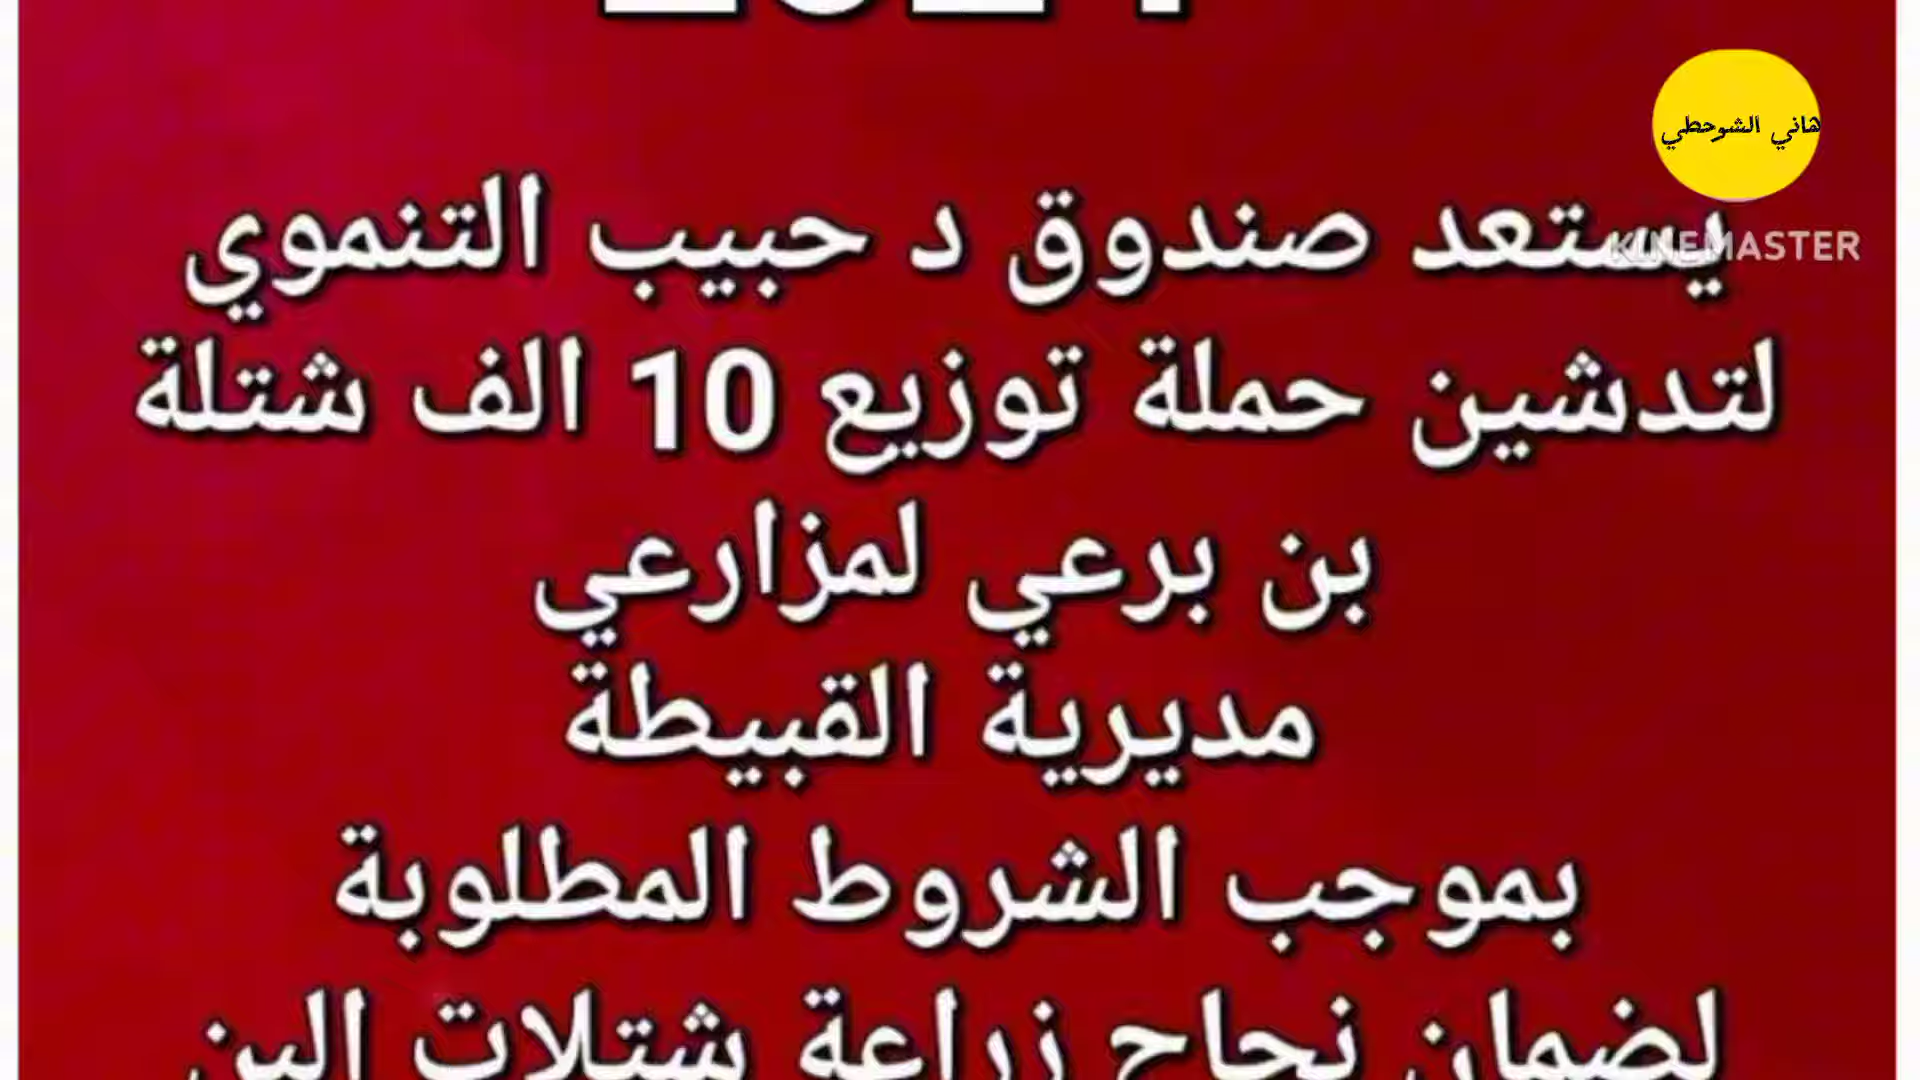 هاني الشوحطي
KINEMASTER
يستعد صندوق د حبيب التنموي
لتدشين حملة توزيع 10 الف شتلة
بن برعي لمزارعي
مديرية القبيطة
بموجب الشروط المطلوبة
لضمان نجاح زراعة شتلات البن